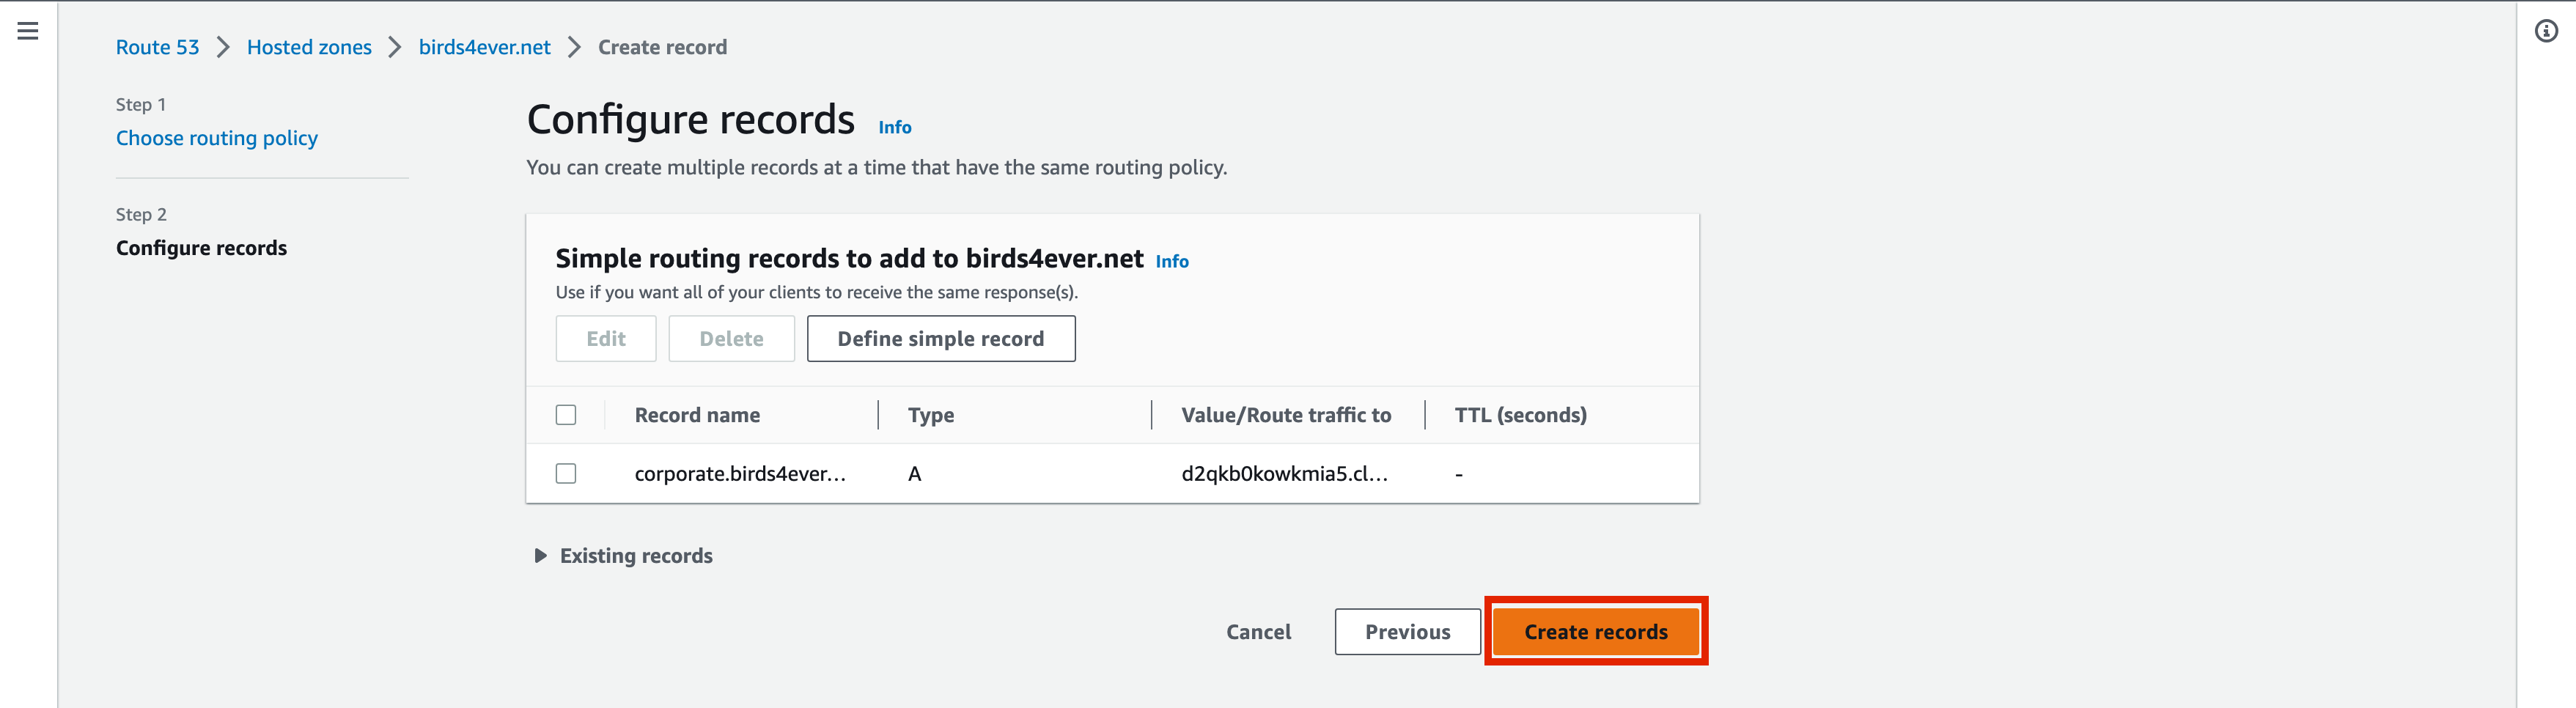 Route 53 > Hosted zones > birds4ever.net > Create record
Step 1
Choose routing policy
Step 2
Configure records
Configure records Info
You can create multiple records at a time that have the same routing policy.
Simple routing records to add to birds4ever.net Info
Use if you want all of your clients to receive the same response(s).
Edit Delete Define simple record
Record name Type Value/Route traffic to TTL (seconds)
corporate.birds4ever... A d2qkb0kowkmia5.cl... -
Existing records
Cancel Previous Create records